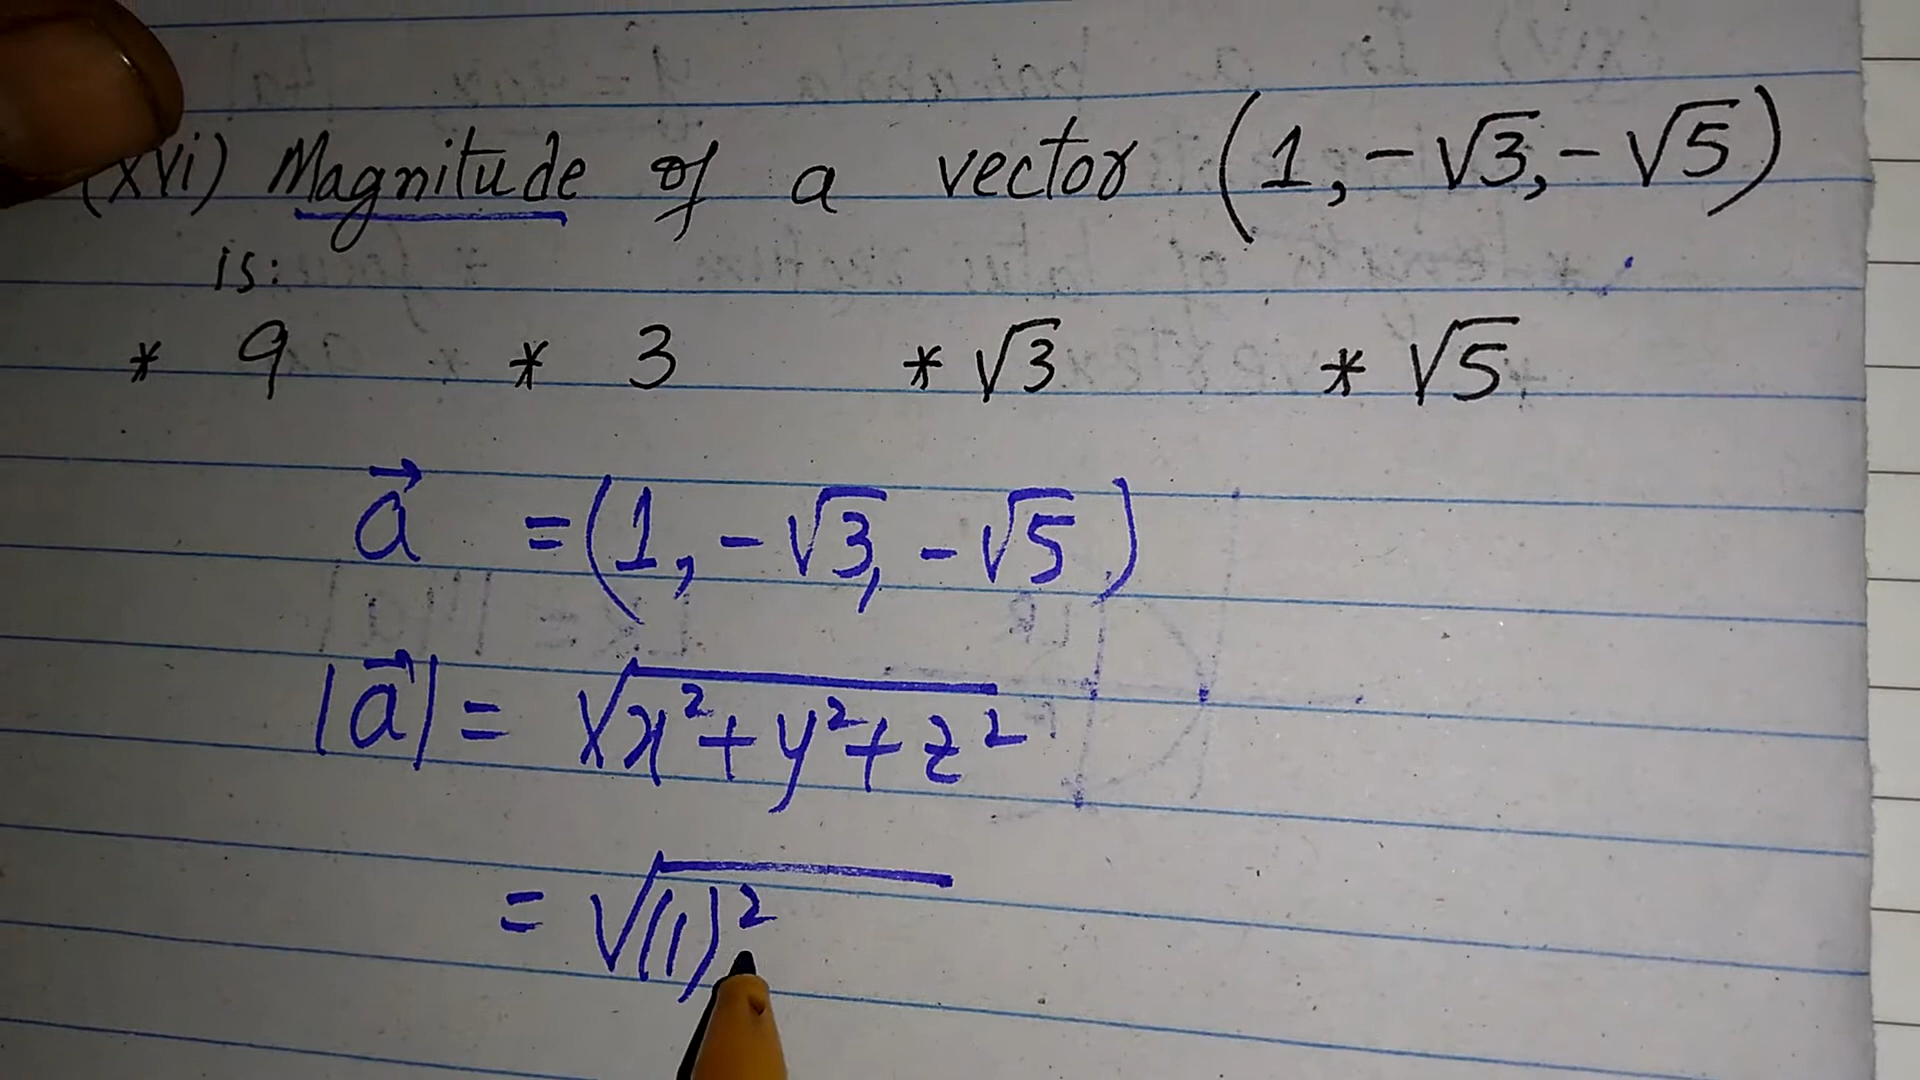 (xvi) Magnitude of a vector (1, -√3, -√5)
is:
* 9 * 3 * √3 * √5
a⃗ = (1, -√3, -√5)
|a⃗| = √x²+y²+z²
= √(1)²